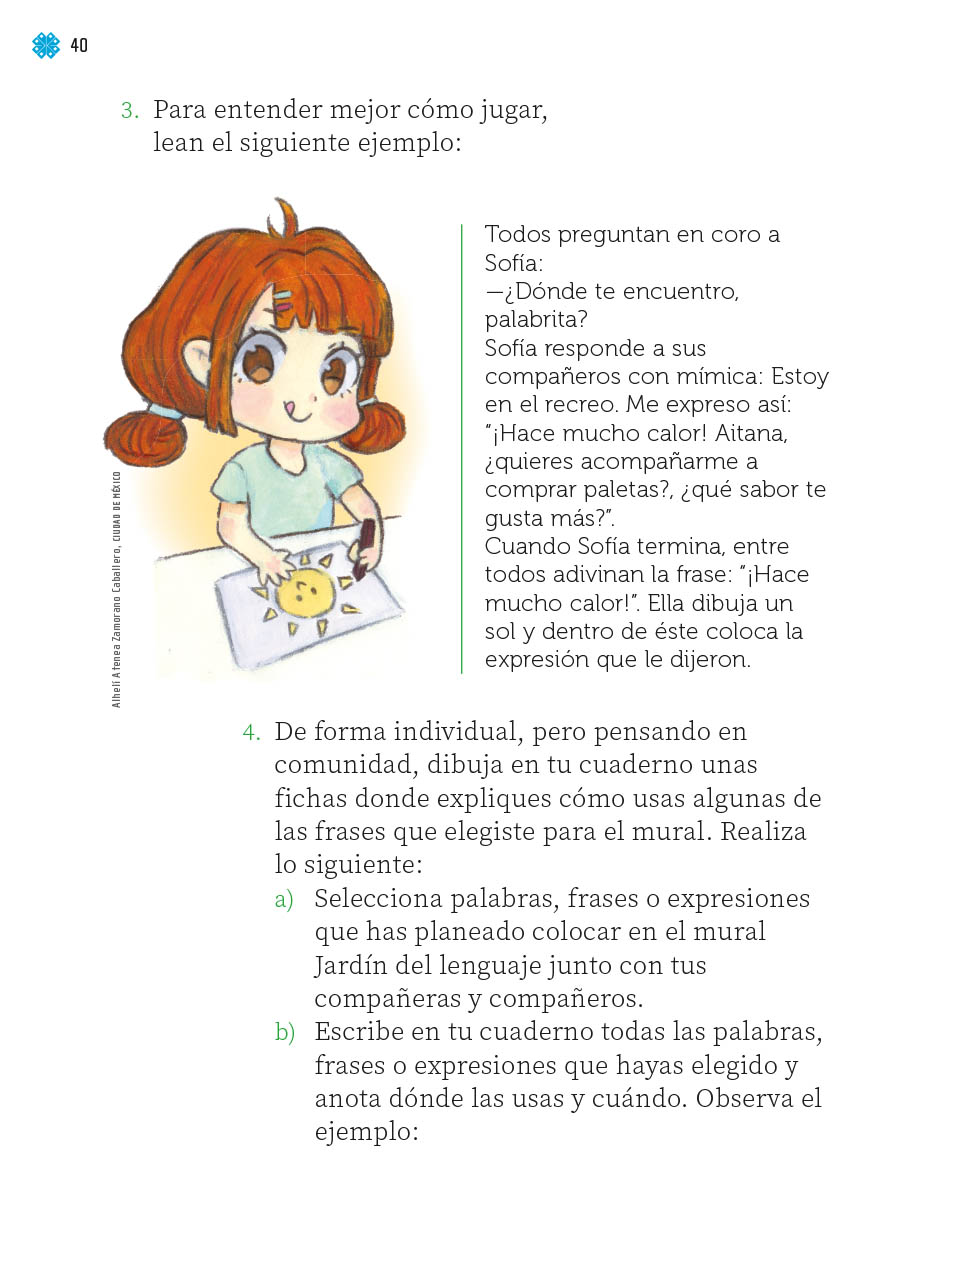 40
3. Para entender mejor cómo jugar,
lean el siguiente ejemplo:
Todos preguntan en coro a
Sofía:
—¿Dónde te encuentro,
palabrita?
Sofía responde a sus
compañeros con mímica: Estoy
en el recreo. Me expreso así:
“¡Hace mucho calor! Aitana,
¿quieres acompañarme a
comprar paletas?, ¿qué sabor te
gusta más?”.
Cuando Sofía termina, entre
todos adivinan la frase: “¡Hace
mucho calor!”. Ella dibuja un
sol y dentro de éste coloca la
expresión que le dijeron.
Alhelí Atenea Zamorano Caballero, CIUDAD DE MÉXICO
4. De forma individual, pero pensando en
comunidad, dibuja en tu cuaderno unas
fichas donde expliques cómo usas algunas de
las frases que elegiste para el mural. Realiza
lo siguiente:
a) Selecciona palabras, frases o expresiones
que has planeado colocar en el mural
Jardín del lenguaje junto con tus
compañeras y compañeros.
b) Escribe en tu cuaderno todas las palabras,
frases o expresiones que hayas elegido y
anota dónde las usas y cuándo. Observa el
ejemplo: